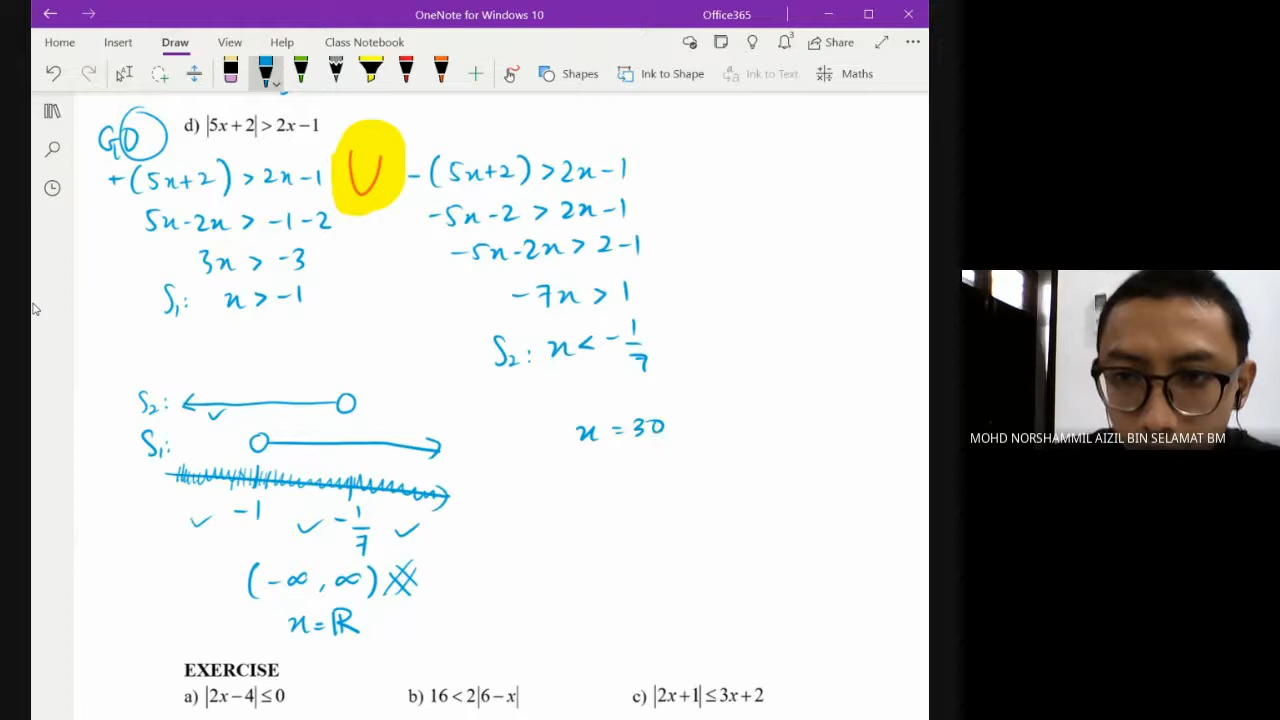 OneNote for Windows 10
Office365
Home Insert Draw View Help Class Notebook
Share
Shapes Ink to Shape Ink to Text Maths
d) |5x+2| > 2x−1
+(5x+2) > 2x−1 U −(5x+2) > 2x−1
5x−2x > −1−2 −5x−2 > 2x−1
3x > −3 −5x−2x > 2−1
S1: x > −1 −7x > 1
S2: x < −1/7
S2:
S1:
x = 30
−1 −1/7
(−∞, ∞)
x = ℝ
EXERCISE
a) |2x−4| ≤ 0 b) 16 < 2|6−x| c) |2x+1| ≤ 3x+2
MOHD NORSHAMMIL AIZIL BIN SELAMAT BM